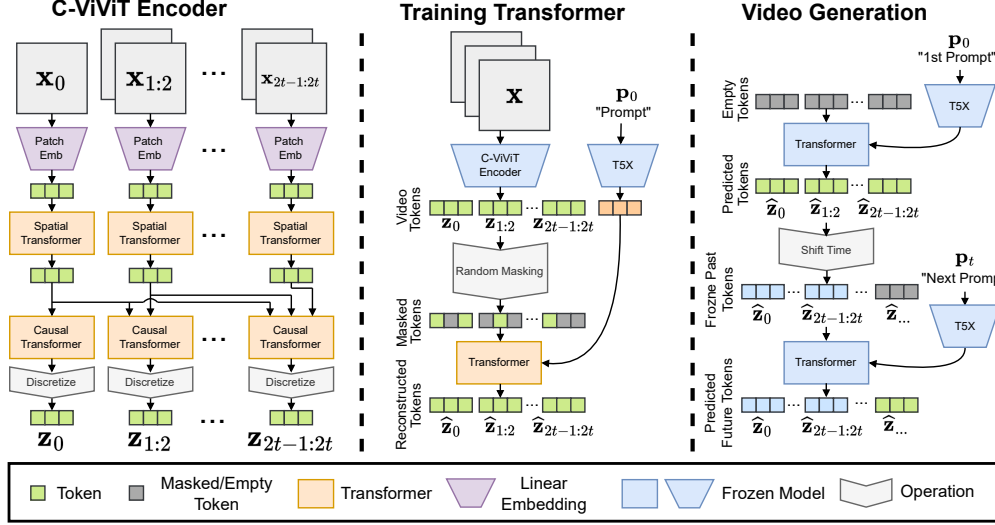 C-ViViT Encoder
x₀
x₁:₂
...
x₂ₜ₋₁:₂ₜ
Patch
Emb
Patch
Emb
...
Patch
Emb
Spatial
Transformer
Spatial
Transformer
...
Spatial
Transformer
Causal
Transformer
Causal
Transformer
...
Causal
Transformer
Discretize
Discretize
Discretize
...
z₀
z₁:₂
z₂ₜ₋₁:₂ₜ
Training Transformer
x
p₀
"Prompt"
C-ViViT
Encoder
T5X
Video
Tokens
...
z₀
z₁:₂
z₂ₜ₋₁:₂ₜ
Random Masking
Masked
Tokens
...
Transformer
Reconstructed
Tokens
...
ẑ₀
ẑ₁:₂
ẑ₂ₜ₋₁:₂ₜ
Video Generation
p₀
"1st Prompt"
Empty
Tokens
...
T5X
Transformer
Predicted
Tokens
...
ẑ₀
ẑ₁:₂
ẑ₂ₜ₋₁:₂ₜ
Shift Time
pₜ
"Next Promp
Frozne Past
Tokens
...
...
ẑ₀
ẑ₂ₜ₋₁:₂ₜ
ẑ...
T5X
Transformer
Predicted
Future Tokens
...
...
ẑ₀
ẑ₂ₜ₋₁:₂ₜ
ẑ...
Token
Masked/Empty
Token
Transformer
Linear
Embedding
Frozen Model
Operation